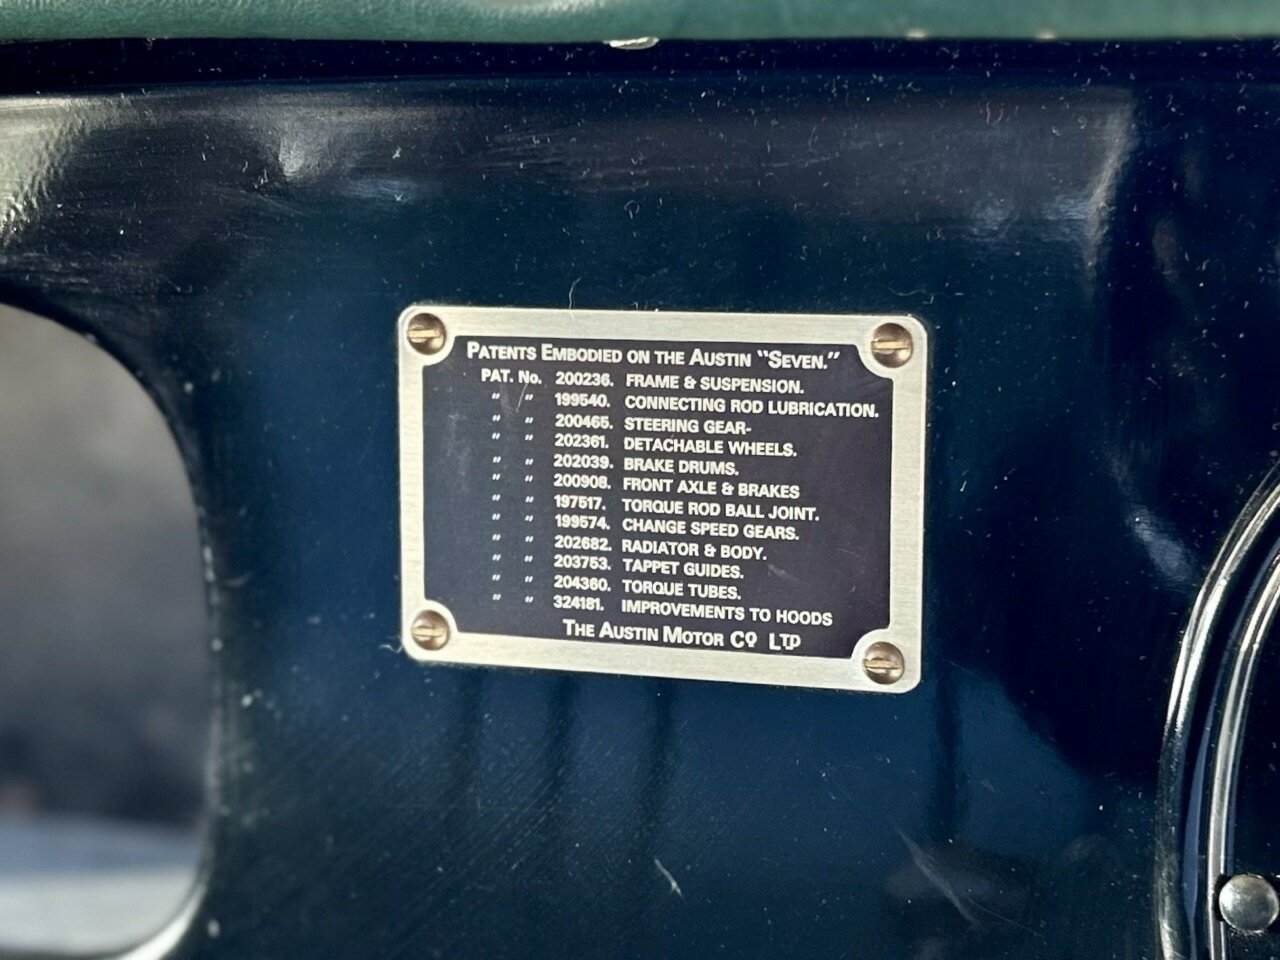 PATENTS EMBODIED ON THE AUSTIN "SEVEN."
PAT. No. 200236. FRAME & SUSPENSION.
" " 199540. CONNECTING ROD LUBRICATION.
" " 200465. STEERING GEAR-
" " 202361. DETACHABLE WHEELS.
" " 202039. BRAKE DRUMS.
" " 200908. FRONT AXLE & BRAKES
" " 197517. TORQUE ROD BALL JOINT.
" " 199574. CHANGE SPEED GEARS.
" " 202682. RADIATOR & BODY.
" " 203753. TAPPET GUIDES.
" " 204360. TORQUE TUBES.
" " 324181. IMPROVEMENTS TO HOODS
THE AUSTIN MOTOR CO LTD